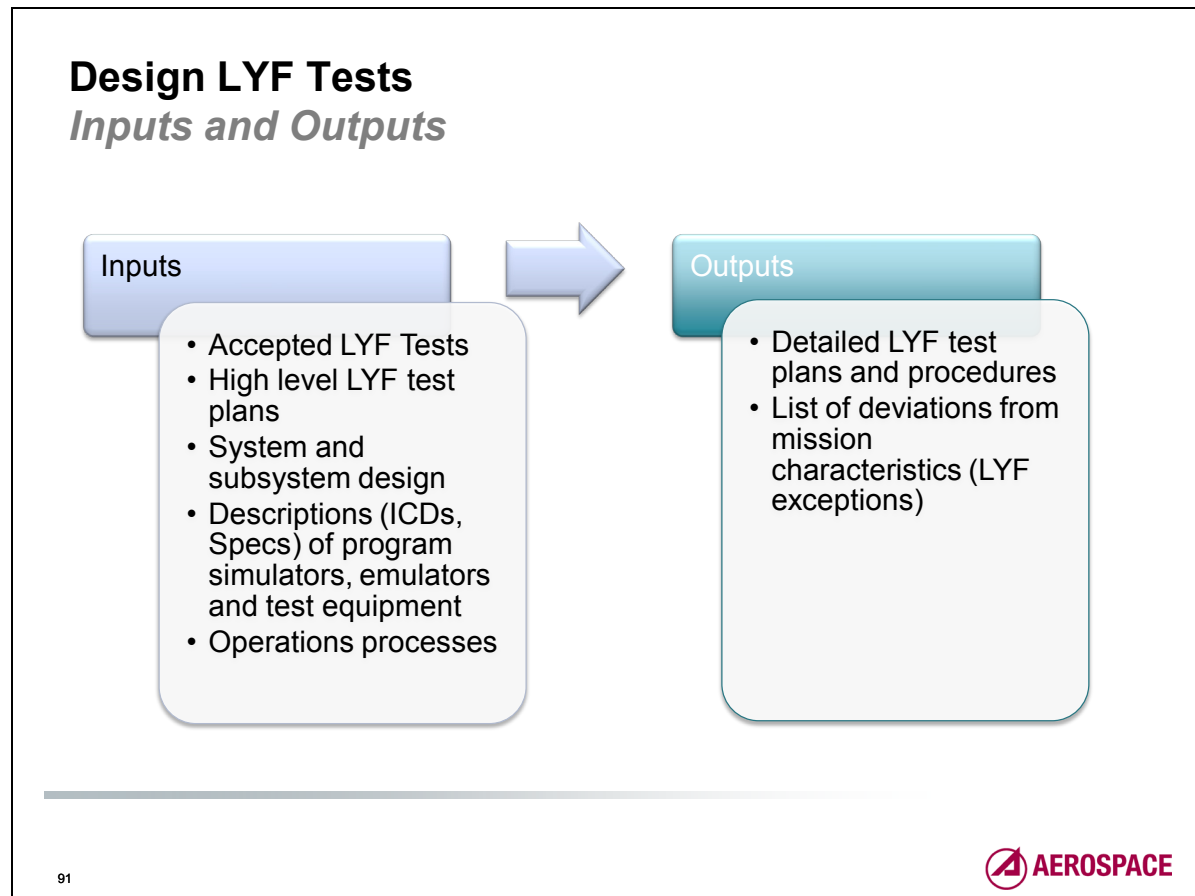 Design LYF Tests
Inputs and Outputs
Inputs
• Accepted LYF Tests
• High level LYF test
plans
• System and
subsystem design
• Descriptions (ICDs,
Specs) of program
simulators, emulators
and test equipment
• Operations processes
Outputs
• Detailed LYF test
plans and procedures
• List of deviations from
mission
characteristics (LYF
exceptions)
91
AEROSPACE